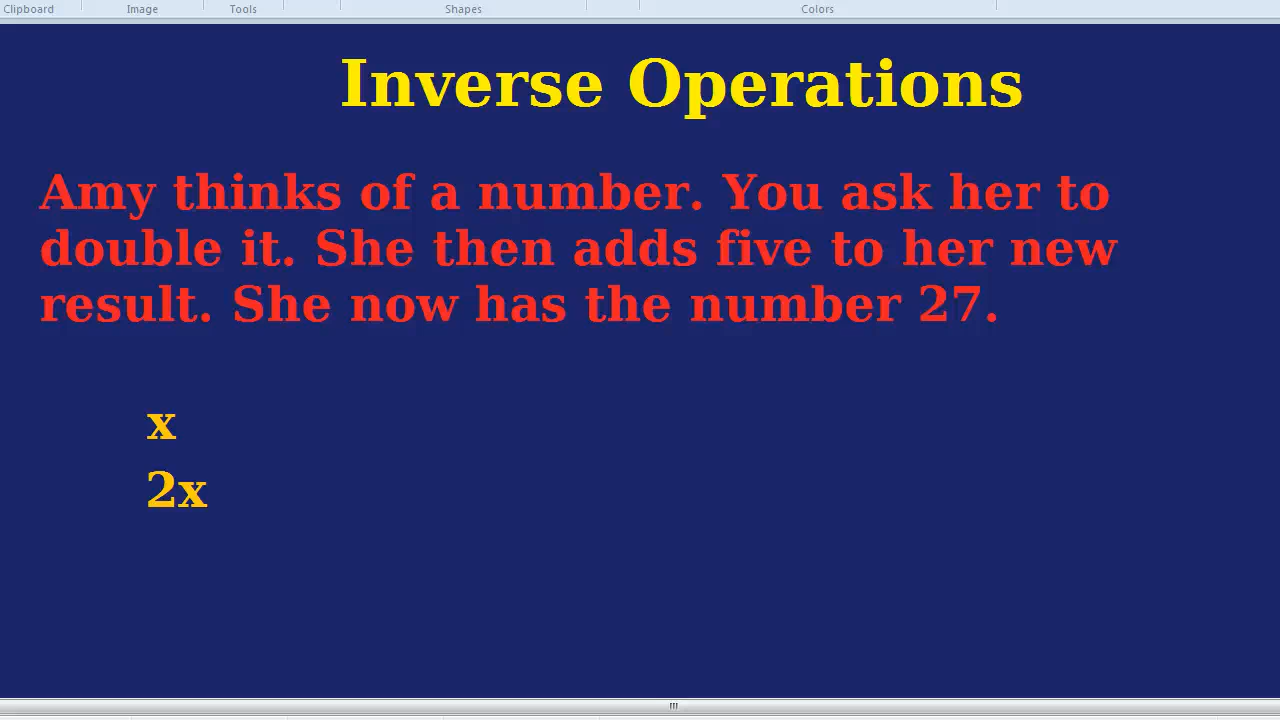 Clipboard Image Tools Shapes Colors
Inverse Operations
Amy thinks of a number. You ask her to
double it. She then adds five to her new
result. She now has the number 27.
x
2x